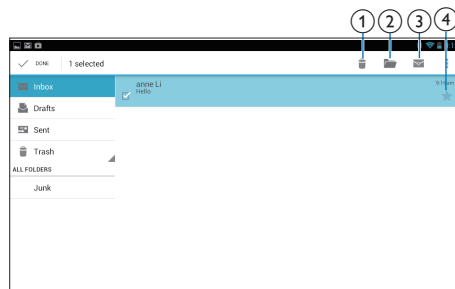 1 2 3 4
DONE 1 selected
Inbox
anne Li
Hello
Drafts
Sent
Trash
ALL FOLDERS
Junk